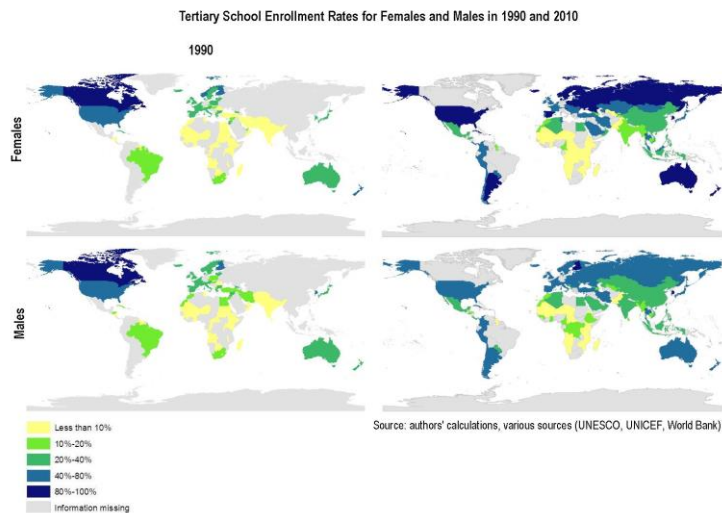 Tertiary School Enrollment Rates for Females and Males in 1990 and 2010
1990
Females
Males
Source: authors' calculations, various sources (UNESCO, UNICEF, World Bank)
Less than 10%
10%-20%
20%-40%
40%-80%
80%-100%
Information missing